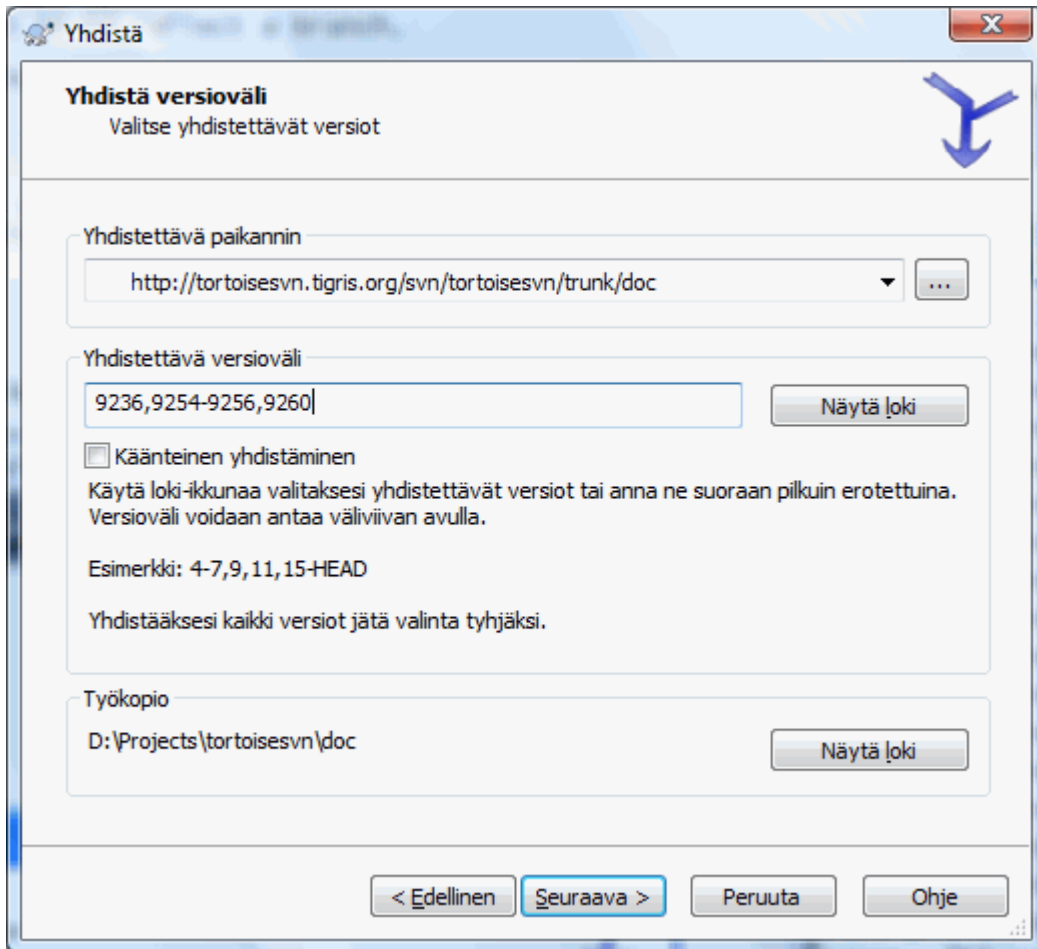 Yhdistä
Yhdistä versioväli
Valitse yhdistettävät versiot
Yhdistettävä paikannin
http://tortoisesvn.tigris.org/svn/tortoisesvn/trunk/doc
...
Yhdistettävä versioväli
9236,9254-9256,9260
Näytä loki
Käänteinen yhdistäminen
Käytä loki-ikkunaa valitaksesi yhdistettävät versiot tai anna ne suoraan pilkuin erotettuina.
Versioväli voidaan antaa väliviivan avulla.
Esimerkki: 4-7,9,11,15-HEAD
Yhdistääksesi kaikki versiot jätä valinta tyhjäksi.
Työkopio
D:\Projects\tortoisesvn\doc
Näytä loki
< Edellinen
Seuraava >
Peruuta
Ohje